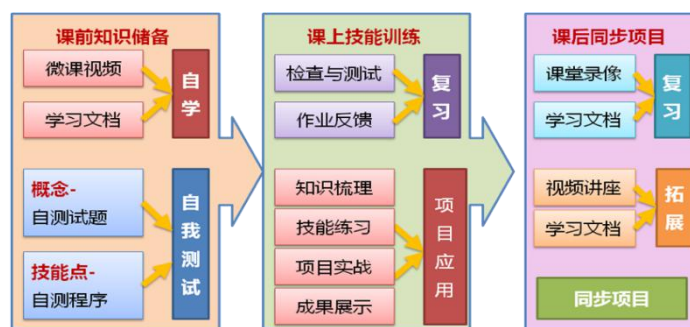 课前知识储备
微课视频
学习文档
自学
概念-
自测试题
技能点-
自测程序
自我测试
课上技能训练
检查与测试
作业反馈
复习
知识梳理
技能练习
项目实战
成果展示
项目应用
课后同步项目
课堂录像
学习文档
复习
视频讲座
学习文档
拓展
同步项目